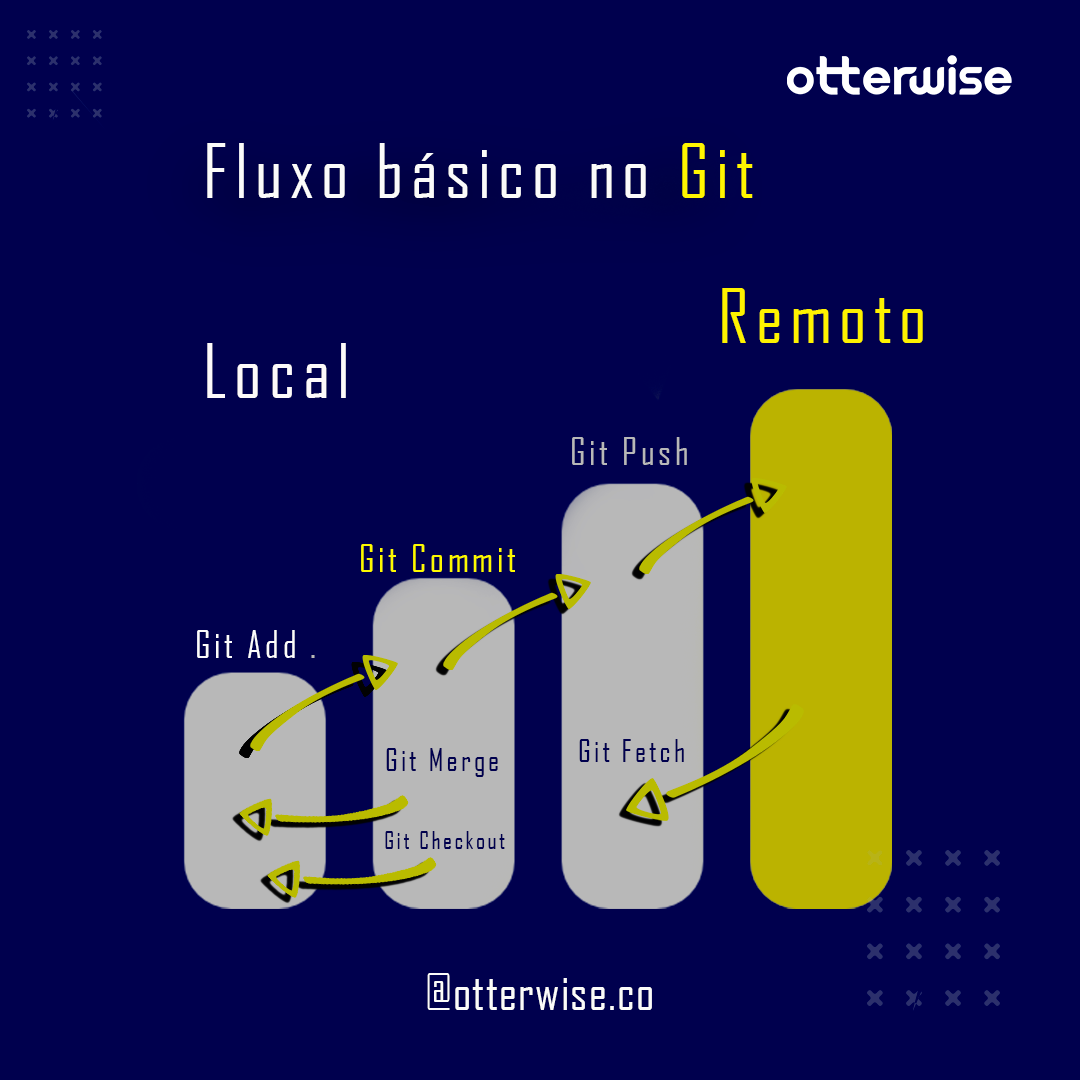 otterwise
Fluxo básico no Git
Remoto
Local
Git Push
Git Commit
Git Add .
Git Merge
Git Fetch
Git Checkout
@otterwise.co